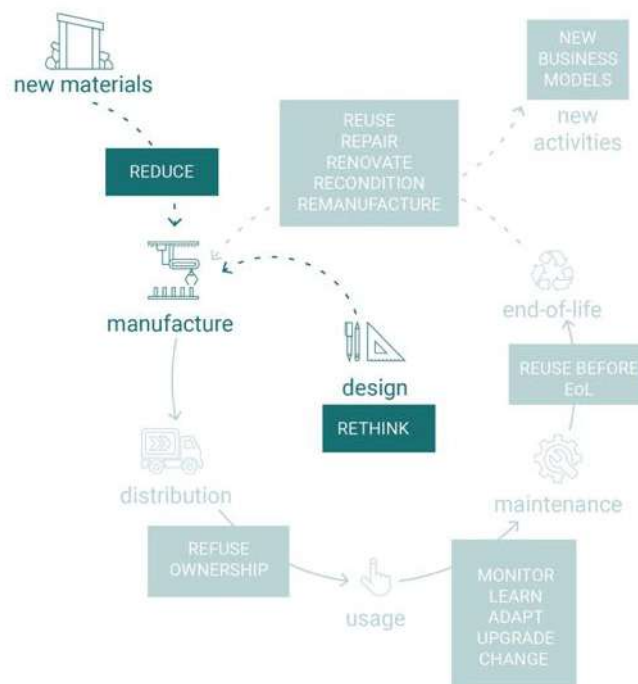 new materials
REDUCE
manufacture
design
RETHINK
distribution
REFUSE
OWNERSHIP
usage
MONITOR
LEARN
ADAPT
UPGRADE
CHANGE
maintenance
REUSE BEFORE
EoL
end-of-life
REUSE
REPAIR
RENOVATE
RECONDITION
REMANUFACTURE
NEW
BUSINESS
MODELS
new
activities